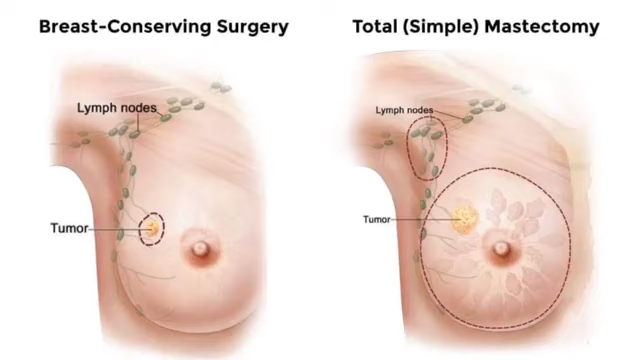 Breast-Conserving Surgery
Lymph nodes
Tumor
Total (Simple) Mastectomy
Lymph nodes
Tumor